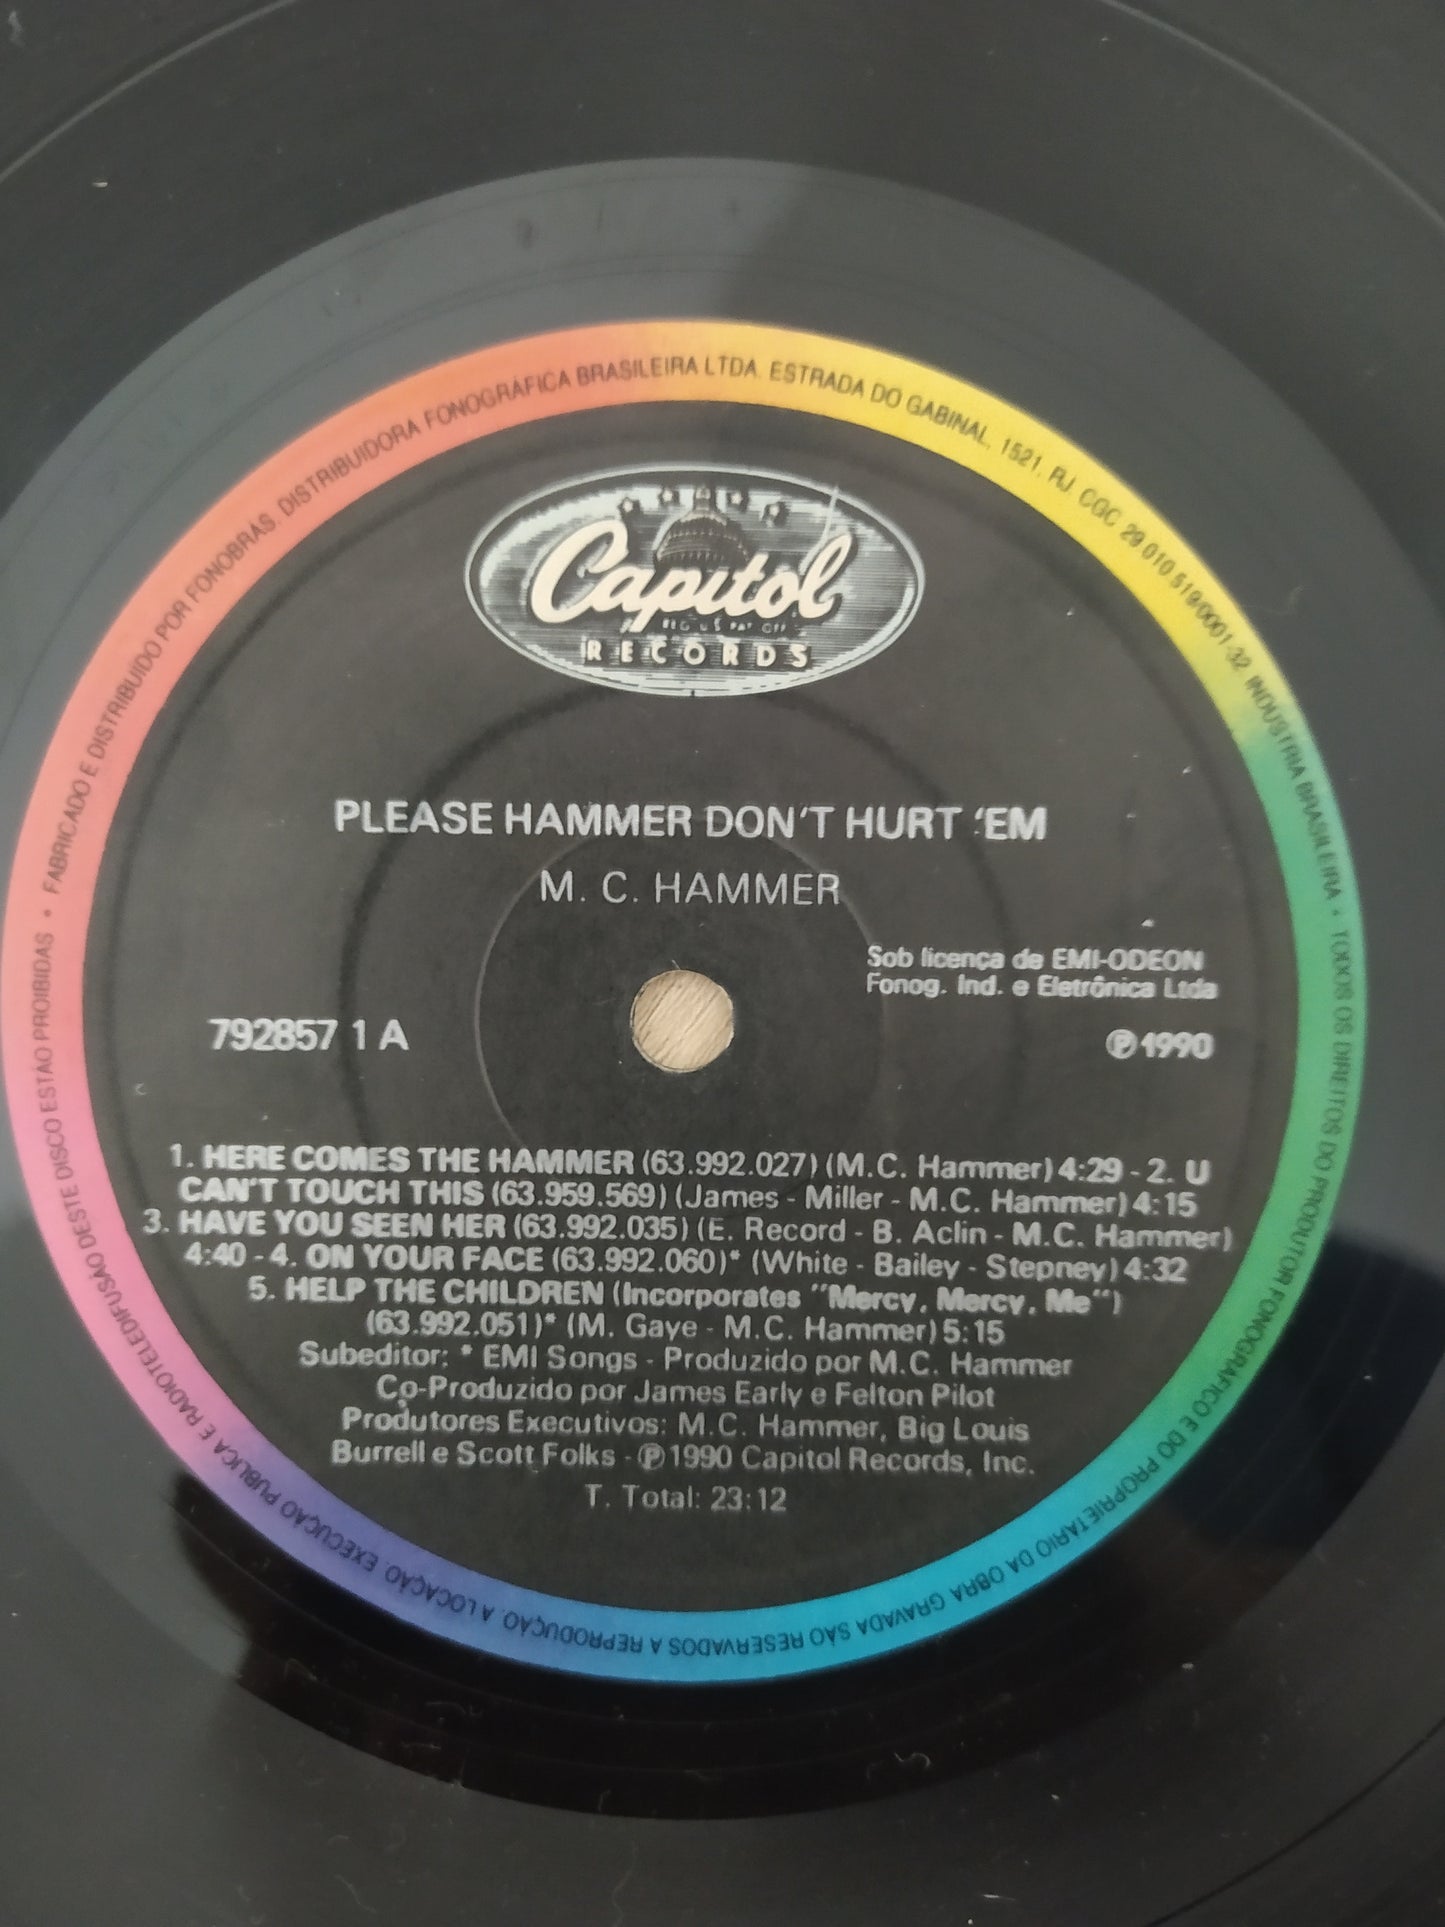 FABRICADO E DISTRIBUIDO POR FONOBRÁS. DISTRIBUIDORA FONOGRÁFICA BRASILEIRA LTDA. ESTRADA DO GABINAL, 1521. RJ. CGC 29.010.519/0001-32. INDÚSTRIA BRASILEIRA • TODOS OS DIREITOS DO PRODUTOR FONOGRÁFICO E DO PROPRIETÁRIO DA OBRA GRAVADA SÃO RESERVADOS A REPRODUÇÃO. A LOCAÇÃO. EXECUÇÃO PÚBLICA E RADIOTELEDIFUSÃO DESTE DISCO ESTÃO PROIBIDAS •
Capitol
RECORDS
PLEASE HAMMER DON'T HURT 'EM
M. C. HAMMER
Sob licença de EMI-ODEON
Fonog. Ind. e Eletrônica Ltda
792857 1 A
℗ 1990
1. HERE COMES THE HAMMER (63.992.027) (M.C. Hammer) 4:29 - 2. U
CAN'T TOUCH THIS (63.959.569) (James - Miller - M.C. Hammer) 4:15
3. HAVE YOU SEEN HER (63.992.035) (E. Record - B. Aclin - M.C. Hammer)
4:40 - 4. ON YOUR FACE (63.992.060)* (White - Bailey - Stepney) 4:32
5. HELP THE CHILDREN (Incorporates "Mercy, Mercy, Me")
(63.992.051)* (M. Gaye - M.C. Hammer) 5:15
Subeditor: * EMI Songs - Produzido por M.C. Hammer
Co-Produzido por James Early e Felton Pilot
Produtores Executivos: M.C. Hammer, Big Louis
Burrell e Scott Folks - ℗ 1990 Capitol Records, Inc.
T. Total: 23:12